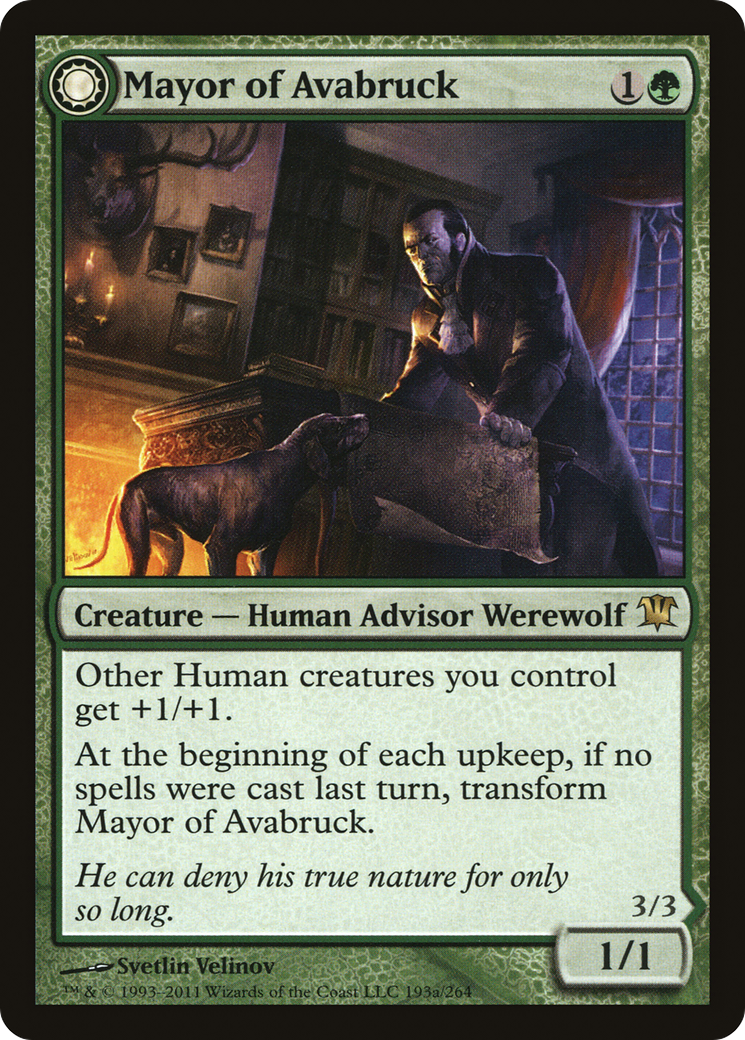 Mayor of Avabruck 1
Creature — Human Advisor Werewolf
Other Human creatures you control
get +1/+1.
At the beginning of each upkeep, if no
spells were cast last turn, transform
Mayor of Avabruck.
He can deny his true nature for only
so long.
3/3
1/1
Svetlin Velinov
™ & © 1993–2011 Wizards of the Coast LLC 193a/264